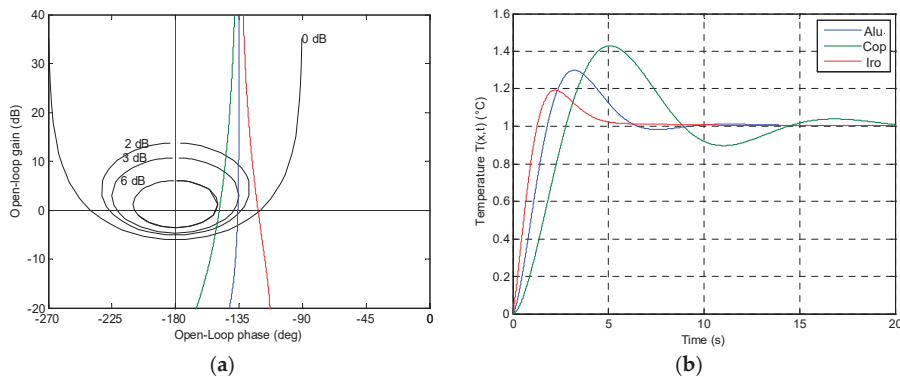 40
30
20
10
0
-10
-20
-270
-225
-180
-135
-90
-45
0
0
Open-loop gain (dB)
Open-Loop phase (deg)
0 dB
2 dB
3 dB
6 dB
(a)
1.6
1.4
1.2
1
0.8
0.6
0.4
0.2
0
0
5
10
15
20
Temperature T(x,t) (°C)
Time (s)
Alu.
Cop
Iro
(b)